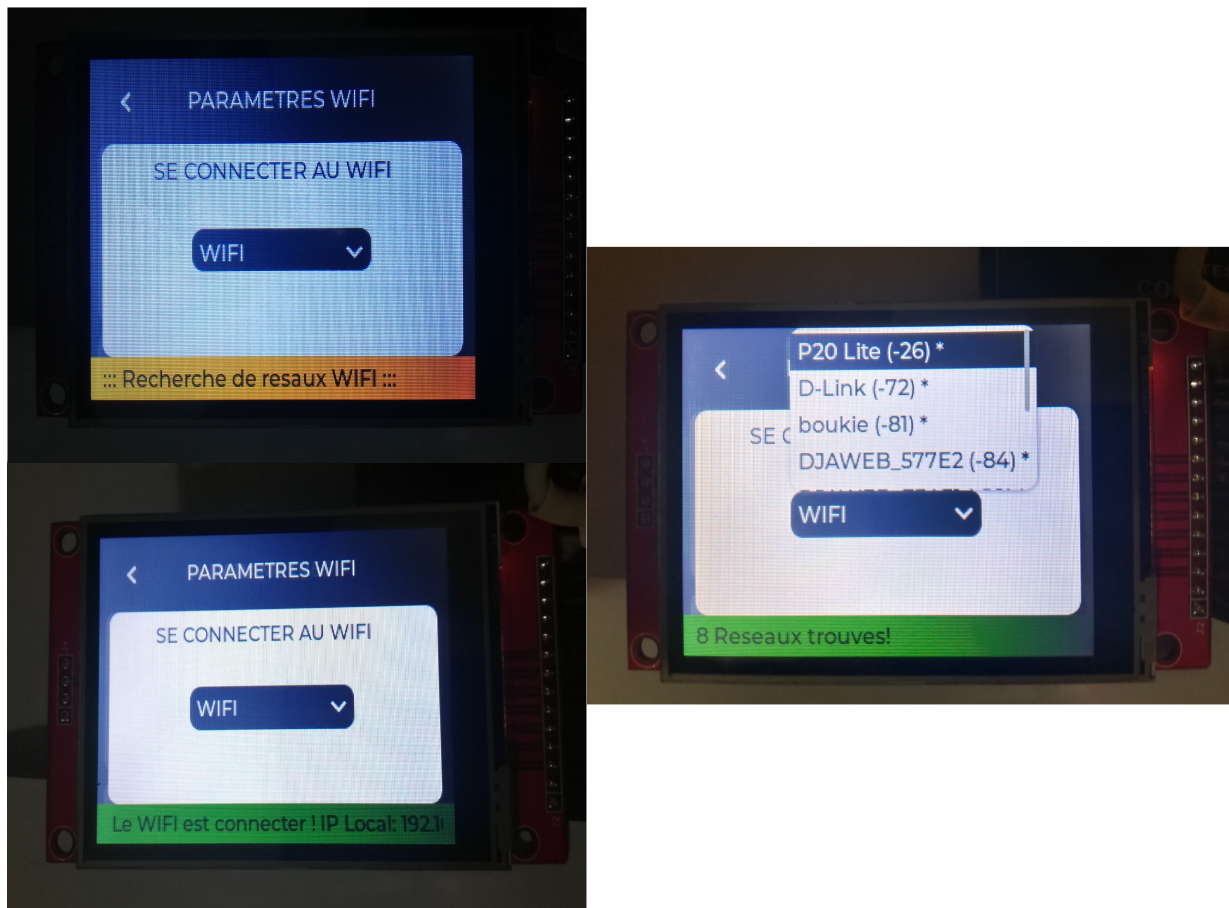 PARAMETRES WIFI
SE CONNECTER AU WIFI
WIFI
::: Recherche de resaux WIFI :::
PARAMETRES WIFI
SE CONNECTER AU WIFI
WIFI
Le WIFI est connecter ! IP Local: 192.1
P20 Lite (-26) *
D-Link (-72) *
boukie (-81) *
DJAWEB_577E2 (-84) *
SE C
WIFI
8 Reseaux trouves!
J2